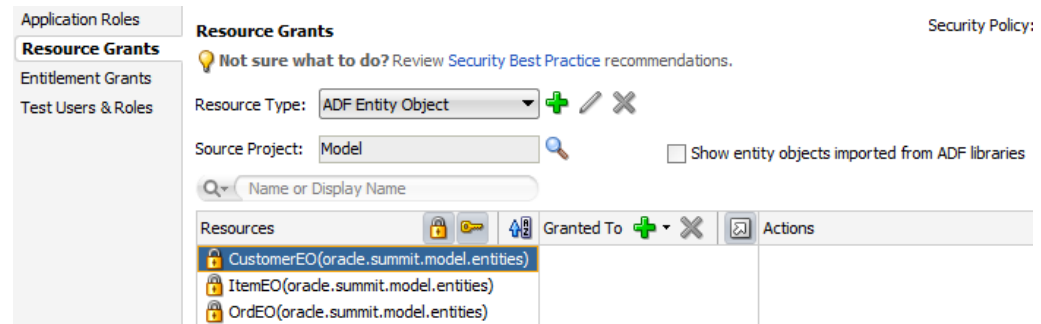 Application Roles
Resource Grants
Entitlement Grants
Test Users & Roles
Resource Grants
Security Policy:
Not sure what to do? Review Security Best Practice recommendations.
Resource Type: ADF Entity Object
Source Project: Model
Show entity objects imported from ADF libraries
Name or Display Name
Resources Granted To Actions
CustomerEO(oracle.summit.model.entities)
ItemEO(oracle.summit.model.entities)
OrdEO(oracle.summit.model.entities)